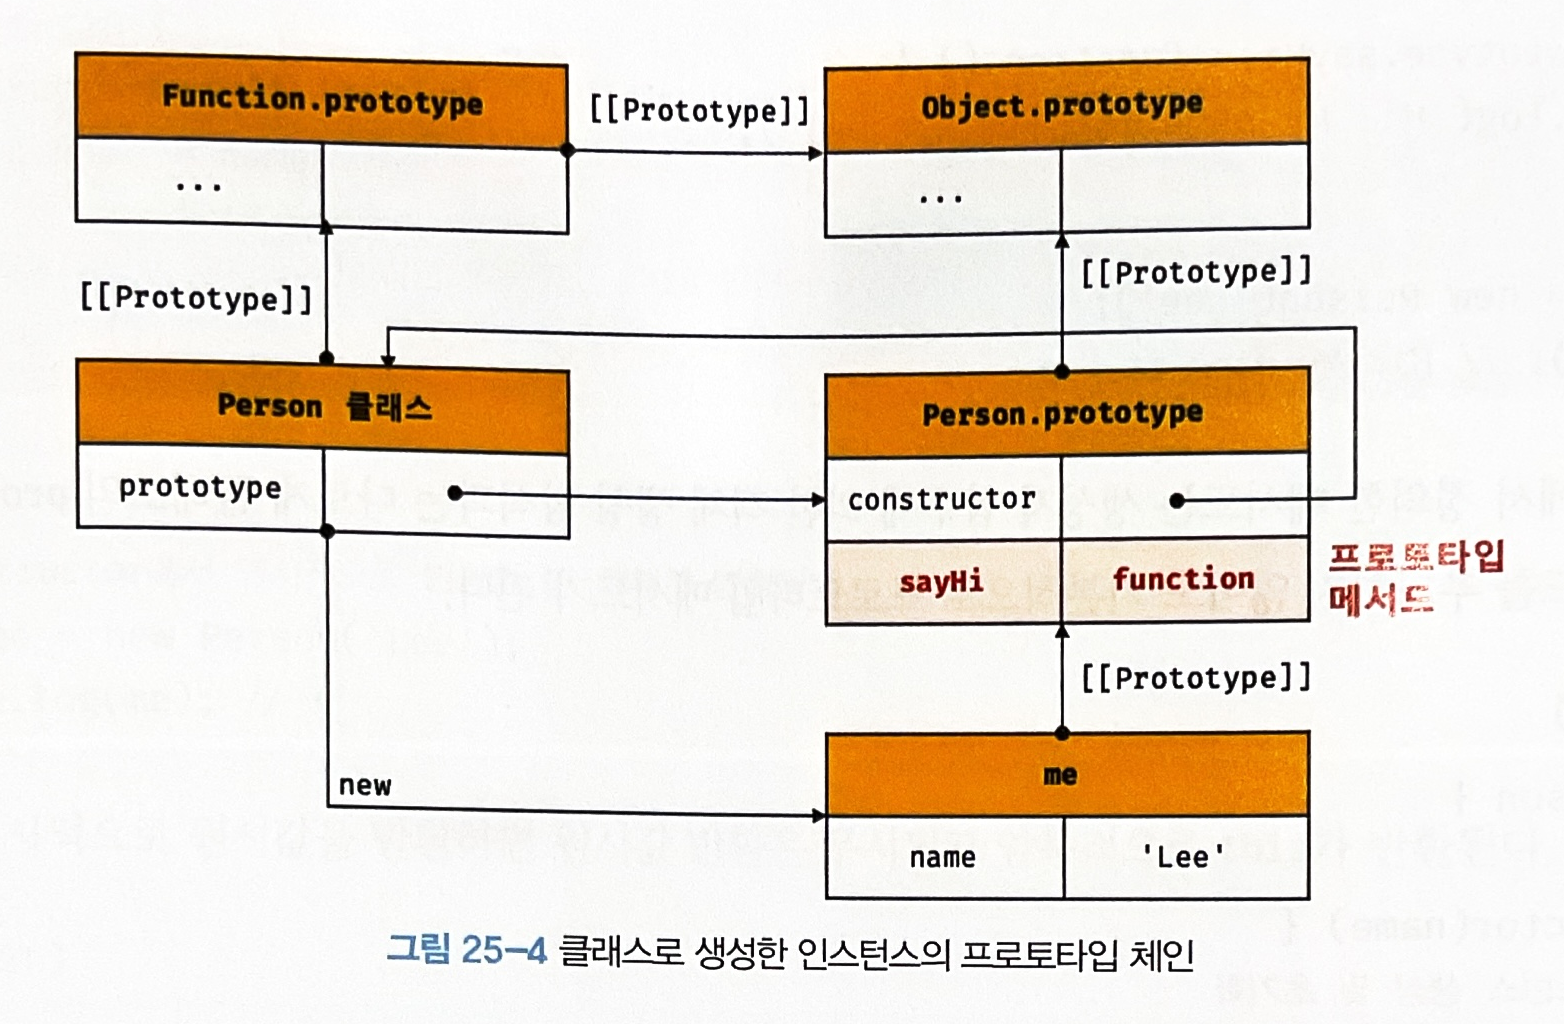 Function.prototype
[[Prototype]]
Object.prototype
...
...
[[Prototype]]
[[Prototype]]
Person 클래스
Person.prototype
prototype
constructor
sayHi
function
프로토타입
메서드
[[Prototype]]
new
me
name
'Lee'
그림 25-4 클래스로 생성한 인스턴스의 프로토타입 체인